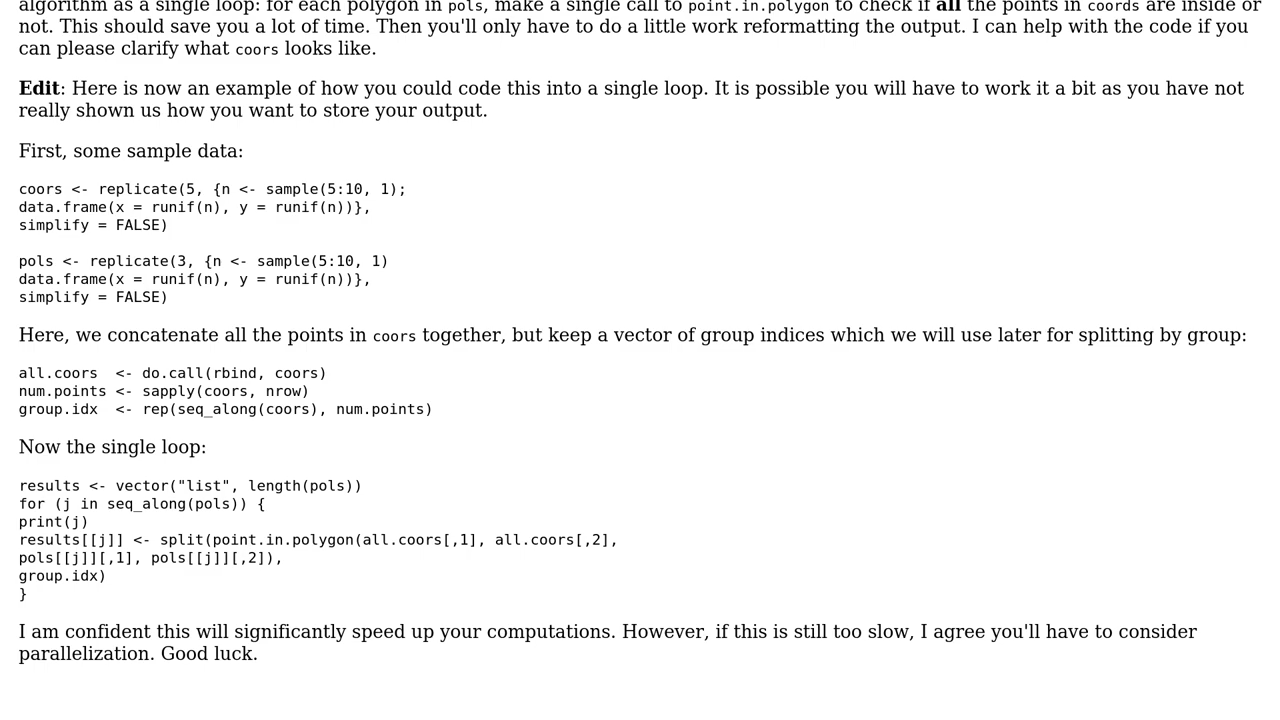 algorithm as a single loop: for each polygon in pols, make a single call to point.in.polygon to check if all the points in coords are inside or
not. This should save you a lot of time. Then you'll only have to do a little work reformatting the output. I can help with the code if you
can please clarify what coors looks like.
Edit: Here is now an example of how you could code this into a single loop. It is possible you will have to work it a bit as you have not
really shown us how you want to store your output.
First, some sample data:
coors <- replicate(5, {n <- sample(5:10, 1);
data.frame(x = runif(n), y = runif(n))},
simplify = FALSE)
pols <- replicate(3, {n <- sample(5:10, 1)
data.frame(x = runif(n), y = runif(n))},
simplify = FALSE)
Here, we concatenate all the points in coors together, but keep a vector of group indices which we will use later for splitting by group:
all.coors  <- do.call(rbind, coors)
num.points <- sapply(coors, nrow)
group.idx  <- rep(seq_along(coors), num.points)
Now the single loop:
results <- vector("list", length(pols))
for (j in seq_along(pols)) {
print(j)
results[[j]] <- split(point.in.polygon(all.coors[,1], all.coors[,2],
pols[[j]][,1], pols[[j]][,2]),
group.idx)
}
I am confident this will significantly speed up your computations. However, if this is still too slow, I agree you'll have to consider
parallelization. Good luck.